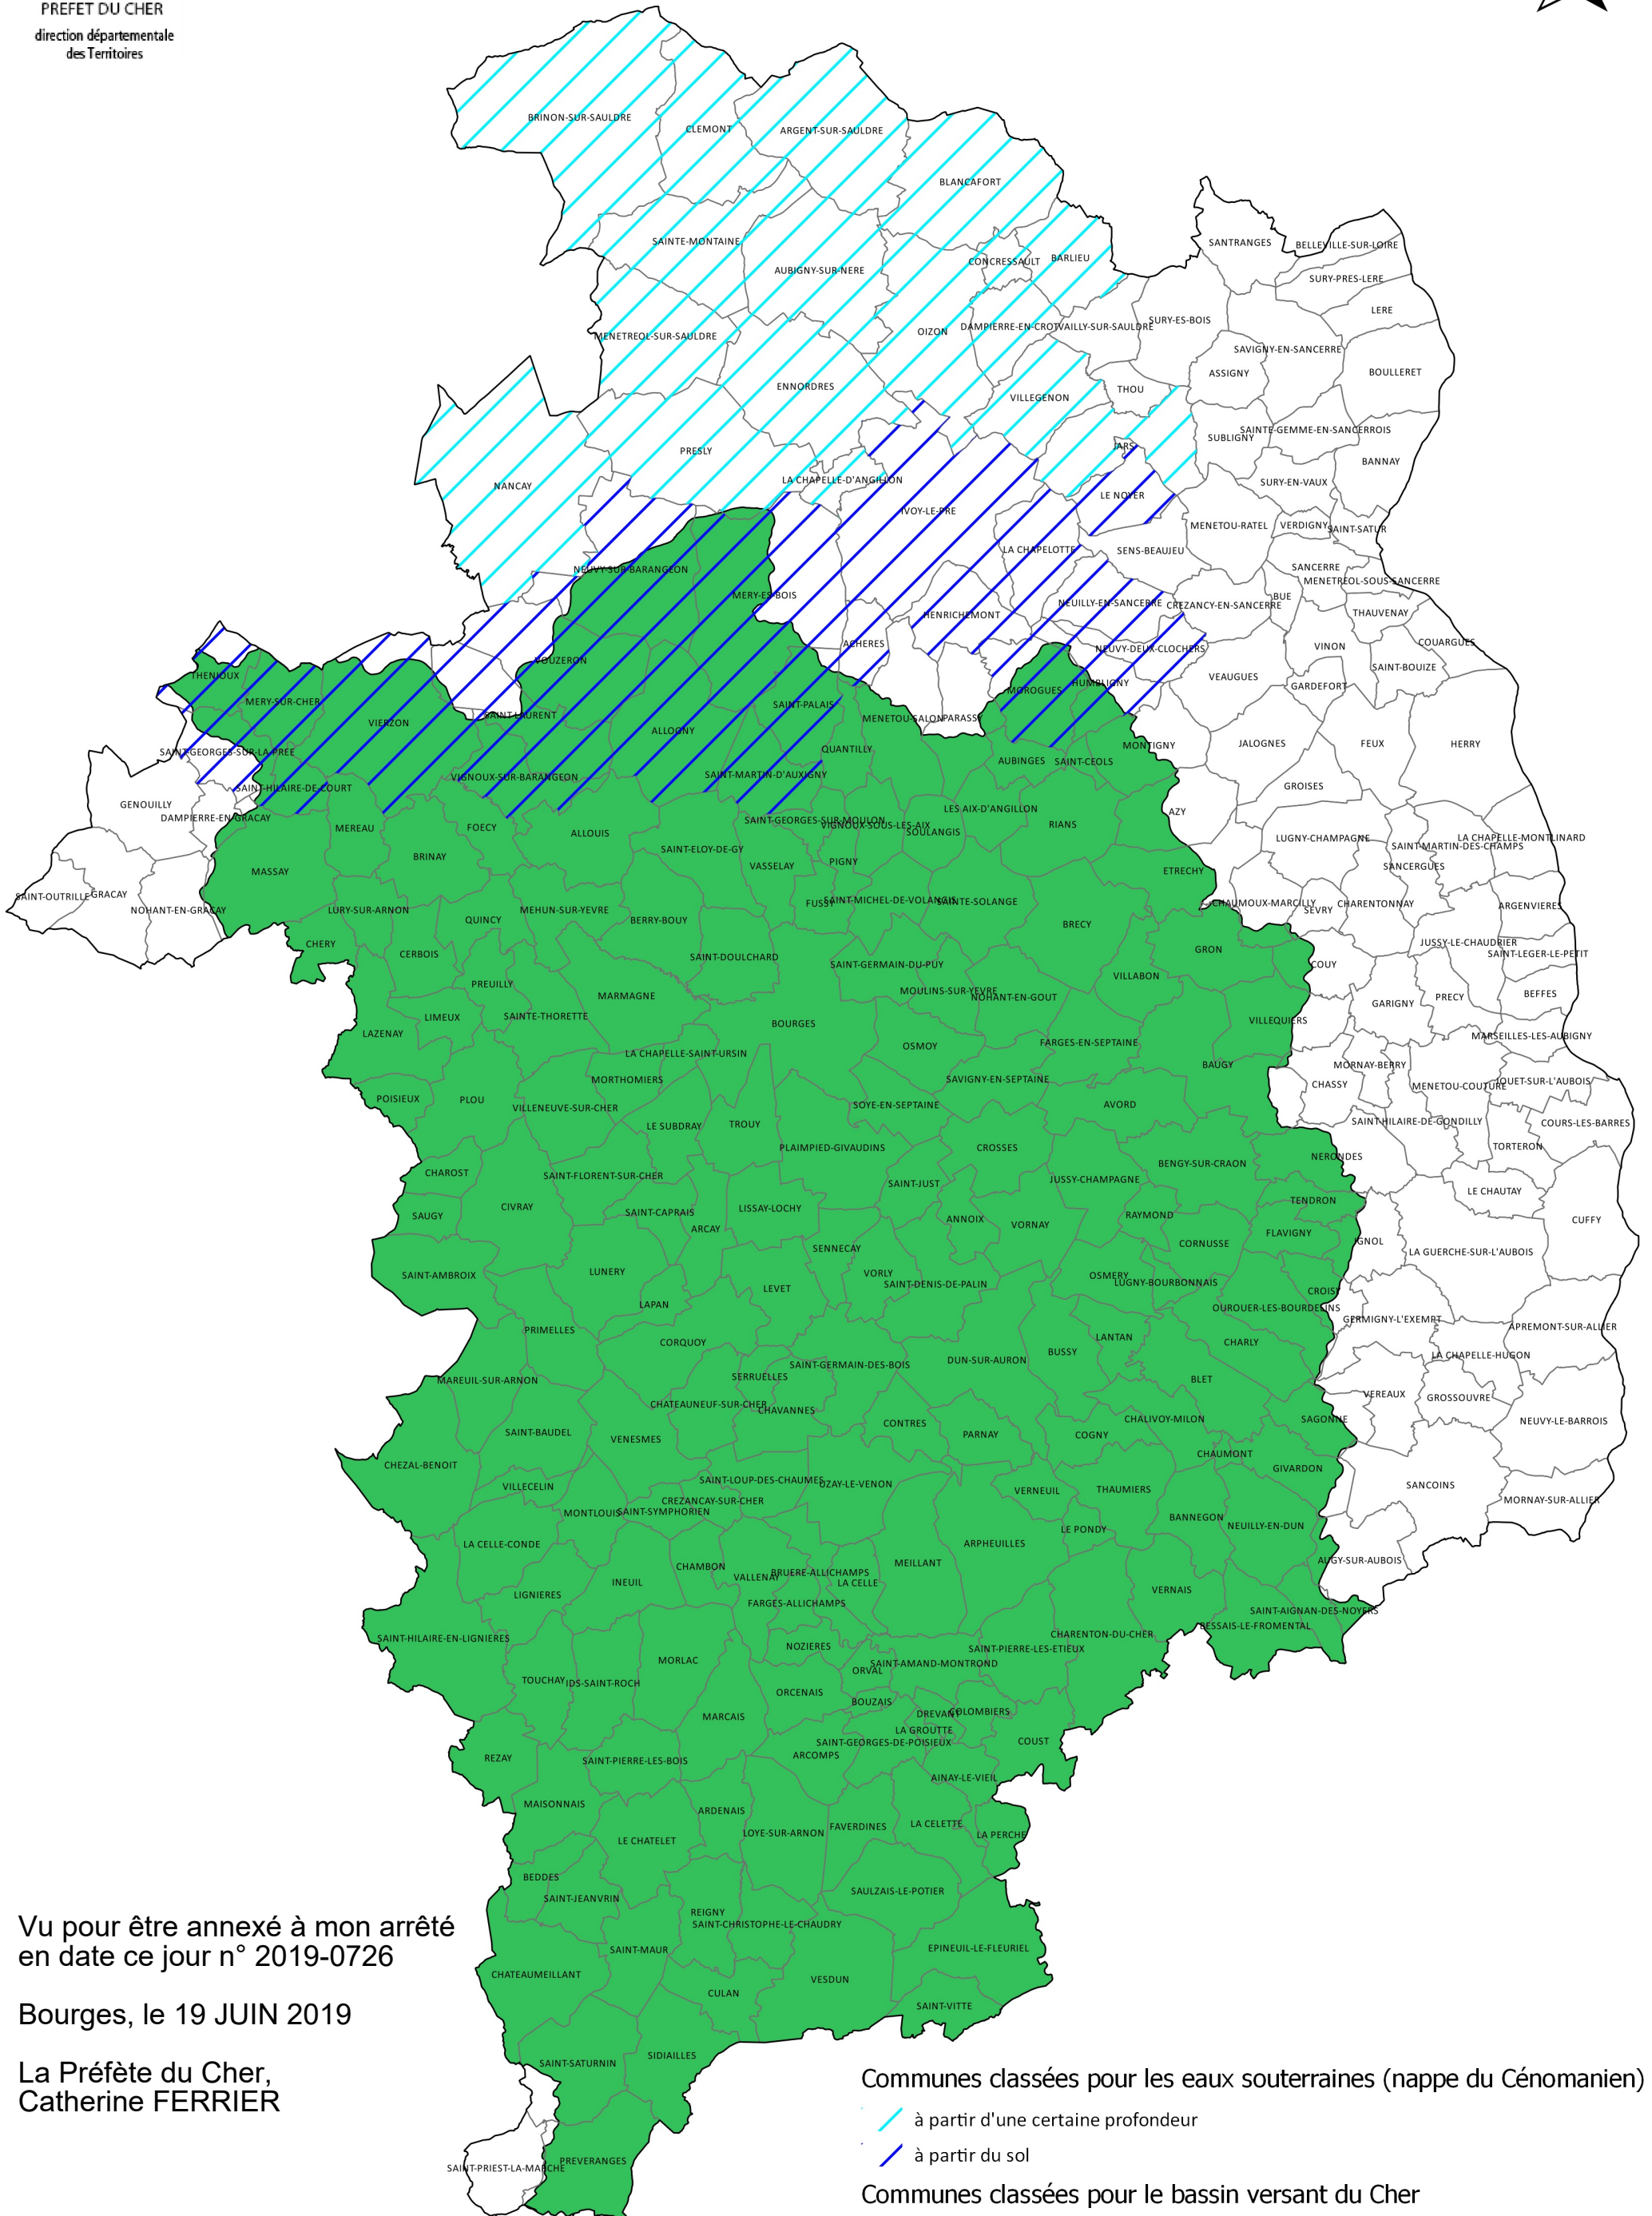 PREFET DU CHER
direction départementale
des Territoires
BRINON-SUR-SAULDRE
CLEMONT
ARGENT-SUR-SAULDRE
BLANCAFORT
SAINTE-MONTAINE
AUBIGNY-SUR-NERE
CONCRESSAULT
BARLIEU
SANTRANGES
BELLEVILLE-SUR-LOIRE
SURY-PRES-LERE
LERE
MENETREOL-SUR-SAULDRE
OIZON
DAMPIERRE-EN-CROT
VAILLY-SUR-SAULDRE
SURY-ES-BOIS
SAVIGNY-EN-SANCERRE
ASSIGNY
BOULLERET
ENNORDRES
VILLEGENON
THOU
PRESLY
JARS
SUBLIGNY
SAINTE-GEMME-EN-SANCERROIS
BANNAY
NANCAY
LA CHAPELLE-D'ANGILLON
IVOY-LE-PRE
LE NOYER
SURY-EN-VAUX
MENETOU-RATEL
VERDIGNY
SAINT-SATUR
LA CHAPELOTTE
SENS-BEAUJEU
NEUVY-SUR-BARANGEON
SANCERRE
MENETREOL-SOUS-SANCERRE
MERY-ES-BOIS
HENRICHEMONT
NEUILLY-EN-SANCERRE
CREZANCY-EN-SANCERRE
BUE
THAUVENAY
ACHERES
NEUVY-DEUX-CLOCHERS
VINON
COUARGUES
VOUZERON
SAINT-BOUIZE
THENIOUX
MOROGUES
HUMBLIGNY
VEAUGUES
GARDEFORT
MERY-SUR-CHER
VIERZON
SAINT-LAURENT
ALLOGNY
SAINT-PALAIS
MENETOU-SALON
PARASSY
SAINT-GEORGES-SUR-LA-PREE
QUANTILLY
MONTIGNY
JALOGNES
FEUX
HERRY
VIGNOUX-SUR-BARANGEON
SAINT-MARTIN-D'AUXIGNY
AUBINGES
SAINT-CEOLS
SAINT-HILAIRE-DE-COURT
GROISES
GENOUILLY
DAMPIERRE-EN-GRACAY
MEREAU
FOECY
ALLOUIS
SAINT-GEORGES-SUR-MOULON
VIGNOUX-SOUS-LES-AIX
SOULANGIS
LES AIX-D'ANGILLON
RIANS
AZY
LUGNY-CHAMPAGNE
SAINT-MARTIN-DES-CHAMPS
LA CHAPELLE-MONTLINARD
MASSAY
BRINAY
SAINT-ELOY-DE-GY
VASSELAY
PIGNY
ETRECHY
SANCERGUES
SAINT-OUTRILLE
GRACAY
NOHANT-EN-GRACAY
LURY-SUR-ARNON
QUINCY
MEHUN-SUR-YEVRE
BERRY-BOUY
FUSSY
SAINT-MICHEL-DE-VOLANGIS
SAINTE-SOLANGE
BRECY
CHAUMOUX-MARCILLY
SEVRY
CHARENTONNAY
ARGENVIERES
CHERY
CERBOIS
SAINT-DOULCHARD
SAINT-GERMAIN-DU-PUY
GRON
COUY
JUSSY-LE-CHAUDRIER
SAINT-LEGER-LE-PETIT
PREUILLY
MARMAGNE
MOULINS-SUR-YEVRE
NOHANT-EN-GOUT
VILLABON
GARIGNY
PRECY
BEFFES
LAZENAY
LIMEUX
SAINTE-THORETTE
BOURGES
OSMOY
FARGES-EN-SEPTAINE
VILLEQUIERS
MARSEILLES-LES-AUBIGNY
LA CHAPELLE-SAINT-URSIN
BAUGY
MORNAY-BERRY
POISIEUX
PLOU
MORTHOMIERS
VILLENEUVE-SUR-CHER
SAVIGNY-EN-SEPTAINE
SOYE-EN-SEPTAINE
AVORD
CHASSY
MENETOU-COUTURE
JOUET-SUR-L'AUBOIS
LE SUBDRAY
TROUY
SAINT-HILAIRE-DE-GONDILLY
COURS-LES-BARRES
PLAIMPIED-GIVAUDINS
CROSSES
TORTERON
CHAROST
SAINT-FLORENT-SUR-CHER
SAINT-JUST
JUSSY-CHAMPAGNE
BENGY-SUR-CRAON
NERONDES
LE CHAUTAY
SAUGY
CIVRAY
SAINT-CAPRAIS
ARCAY
LISSAY-LOCHY
ANNOIX
VORNAY
RAYMOND
TENDRON
CUFFY
SENNECAY
CORNUSSE
FLAVIGNY
IGNOL
LA GUERCHE-SUR-L'AUBOIS
SAINT-AMBROIX
LUNERY
LEVET
VORLY
SAINT-DENIS-DE-PALIN
OSMERY
LUGNY-BOURBONNAIS
CROISY
LAPAN
OUROUER-LES-BOURDELINS
GERMIGNY-L'EXEMPT
APREMONT-SUR-ALLIER
PRIMELLES
CORQUOY
SAINT-GERMAIN-DES-BOIS
DUN-SUR-AURON
BUSSY
LANTAN
CHARLY
LA CHAPELLE-HUGON
MAREUIL-SUR-ARNON
SERRUELLES
BLET
VEREAUX
GROSSOUVRE
CHATEAUNEUF-SUR-CHER
CHAVANNES
CONTRES
PARNAY
COGNY
CHALIVOY-MILON
SAGONNE
NEUVY-LE-BARROIS
SAINT-BAUDEL
VENESMES
CHAUMONT
CHEZAL-BENOIT
GIVARDON
VILLECELIN
SAINT-LOUP-DES-CHAUMES
UZAY-LE-VENON
VERNEUIL
THAUMIERS
SANCOINS
MONTLOUIS
SAINT-SYMPHORIEN
CREZANCAY-SUR-CHER
LE PONDY
BANNEGON
NEUILLY-EN-DUN
MORNAY-SUR-ALLIER
LA CELLE-CONDE
ARPHEUILLES
AUGY-SUR-AUBOIS
LIGNIERES
INEUIL
CHAMBON
VALLENAY
BRUERE-ALLICHAMPS
LA CELLE
MEILLANT
VERNAIS
FARGES-ALLICHAMPS
SAINT-AIGNAN-DES-NOYERS
BESSAIS-LE-FROMENTAL
SAINT-HILAIRE-EN-LIGNIERES
NOZIERES
CHARENTON-DU-CHER
SAINT-PIERRE-LES-ETIEUX
MORLAC
ORVAL
SAINT-AMAND-MONTROND
TOUCHAY
IDS-SAINT-ROCH
ORCENAIS
BOUZAIS
MARCAIS
DREVANT
COLOMBIERS
LA GROUTTE
SAINT-GEORGES-DE-POISIEUX
COUST
REZAY
SAINT-PIERRE-LES-BOIS
ARCOMPS
AINAY-LE-VIEIL
MAISONNAIS
ARDENAIS
LE CHATELET
LOYE-SUR-ARNON
FAVERDINES
LA CELETTE
LA PERCHE
BEDDES
SAINT-JEANVRIN
SAULZAIS-LE-POTIER
REIGNY
SAINT-CHRISTOPHE-LE-CHAUDRY
SAINT-MAUR
EPINEUIL-LE-FLEURIEL
CHATEAUMEILLANT
CULAN
VESDUN
SAINT-VITTE
SAINT-SATURNIN
SIDIAILLES
SAINT-PRIEST-LA-MARCHE
PREVERANGES
Vu pour être annexé à mon arrêté
en date ce jour n° 2019-0726
Bourges, le 19 JUIN 2019
La Préfète du Cher,
Catherine FERRIER
Communes classées pour les eaux souterraines (nappe du Cénomanien)
à partir d'une certaine profondeur
à partir du sol
Communes classées pour le bassin versant du Cher